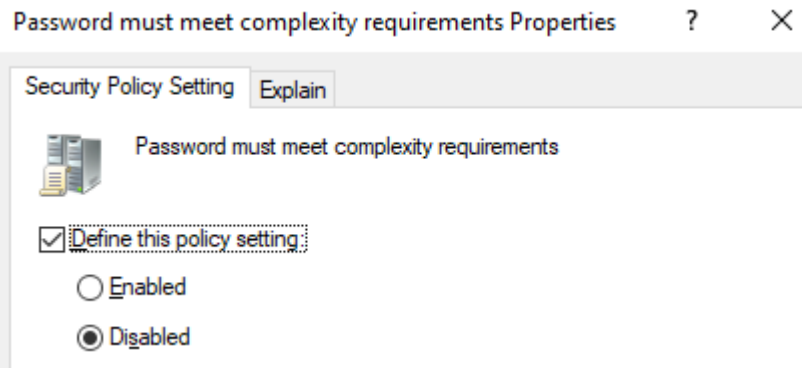 Password must meet complexity requirements Properties ? ✕
Security Policy Setting Explain
Password must meet complexity requirements
Define this policy setting:
Enabled
Disabled